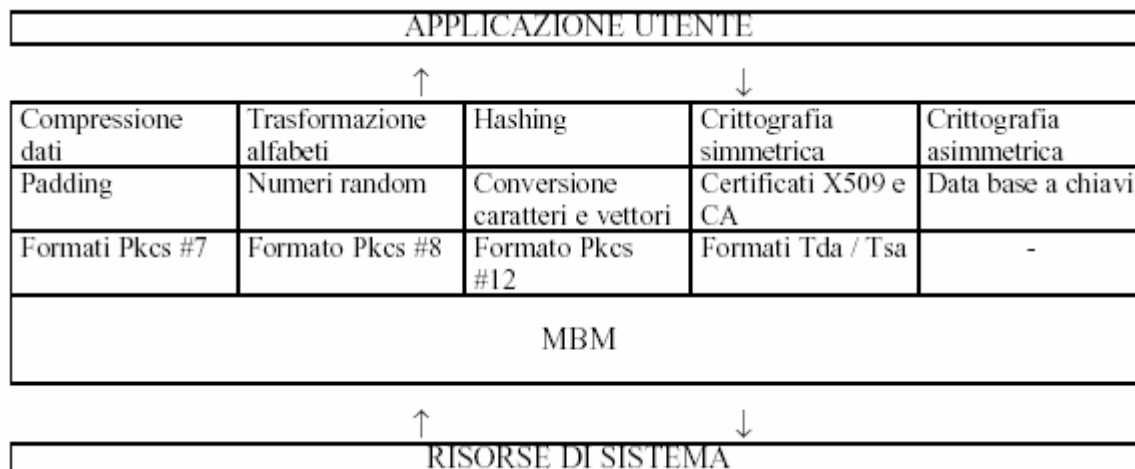 APPLICAZIONE UTENTE
↑ ↓
Compressione dati
Trasformazione alfabeti
Hashing
Crittografia simmetrica
Crittografia asimmetrica
Padding
Numeri random
Conversione caratteri e vettori
Certificati X509 e CA
Data base a chiavi
Formati Pkcs #7
Formato Pkcs #8
Formato Pkcs #12
Formati Tda / Tsa
-
MBM
↑ ↓
RISORSE DI SISTEMA